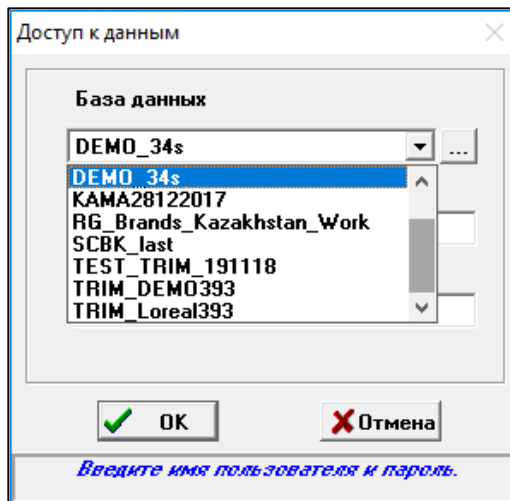 Доступ к данным
База данных
DEMO_34s
...
DEMO_34s
KAMA28122017
RG_Brands_Kazakhstan_Work
SCBK_last
TEST_TRIM_191118
TRIM_DEMO393
TRIM_Loreal393
OK
Отмена
Введите имя пользователя и пароль.